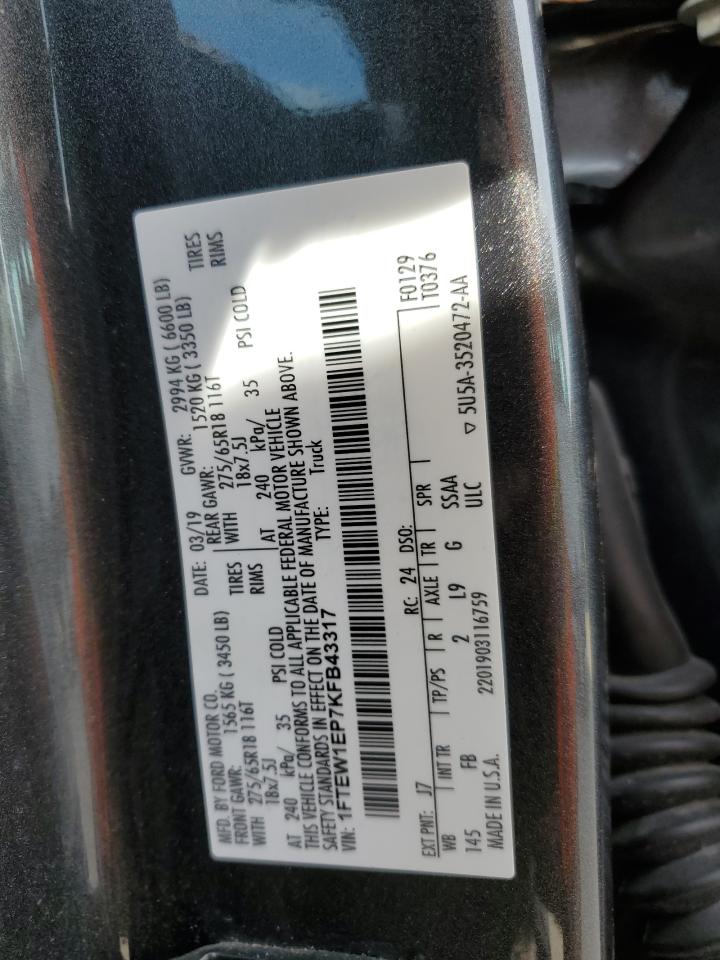 MFD. BY FORD MOTOR CO.
DATE: 03/19 GVWR: 2994 KG ( 6600 LB)
FRONT GAWR: 1565 KG ( 3450 LB) REAR GAWR: 1520 KG ( 3350 LB)
WITH 275/65R18 116T TIRES WITH 275/65R18 116T TIRES
18x7.5J RIMS 18x7.5J RIMS
AT 240 kPa/ 35 PSI COLD AT 240 kPa/ 35 PSI COLD
THIS VEHICLE CONFORMS TO ALL APPLICABLE FEDERAL MOTOR VEHICLE
SAFETY STANDARDS IN EFFECT ON THE DATE OF MANUFACTURE SHOWN ABOVE.
VIN: 1FTEW1EP7KFB43317 TYPE: Truck
EXT PNT: J7 RC: 24 DSO: F0129
WB INT TR TP/PS R AXLE TR SPR T0376
145 FB 2 L9 G SSAA
2201903116759 ULC
MADE IN U.S.A. ▽ 5U5A-3520472-AA